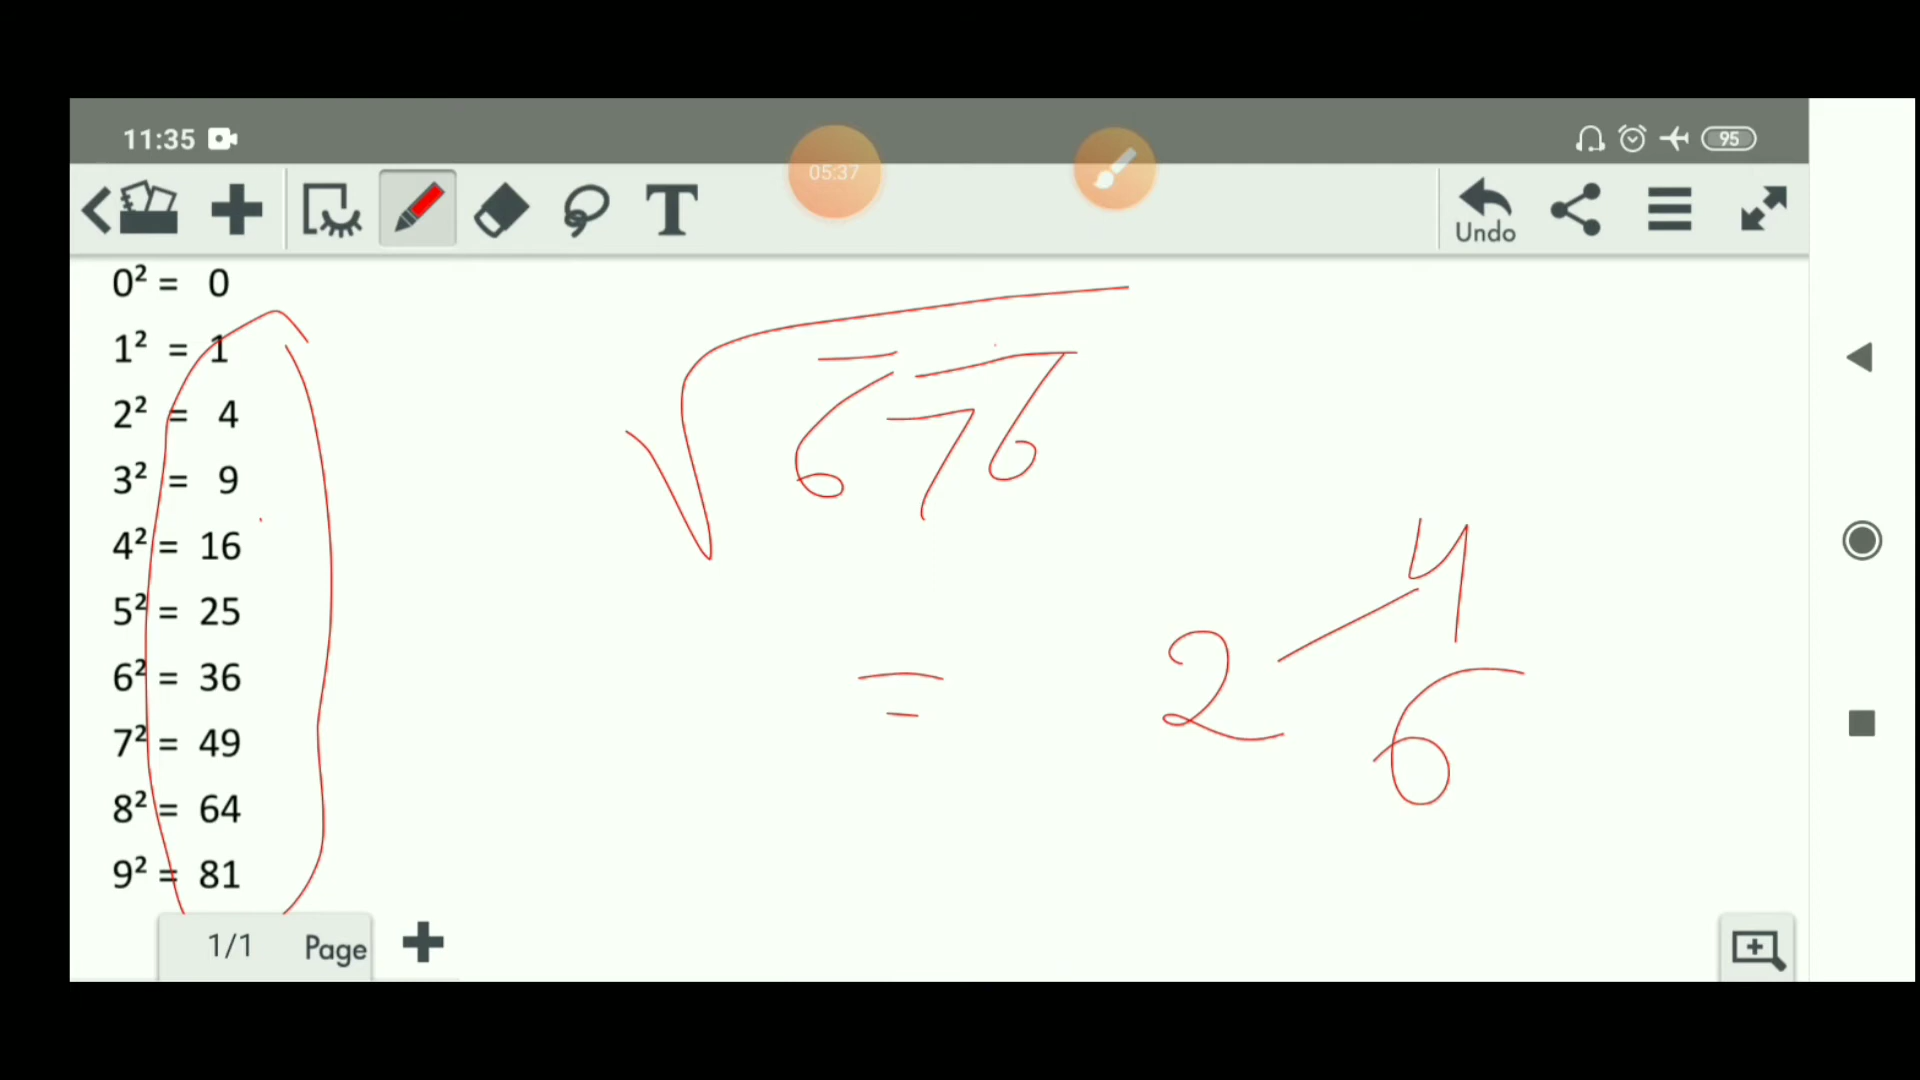 11:35 95
05:37
T Undo
0² = 0
1² = 1
2² = 4
3² = 9
4² = 16
5² = 25
6² = 36
7² = 49
8² = 64
9² = 81
√676
= 2 4
6
1/1 Page